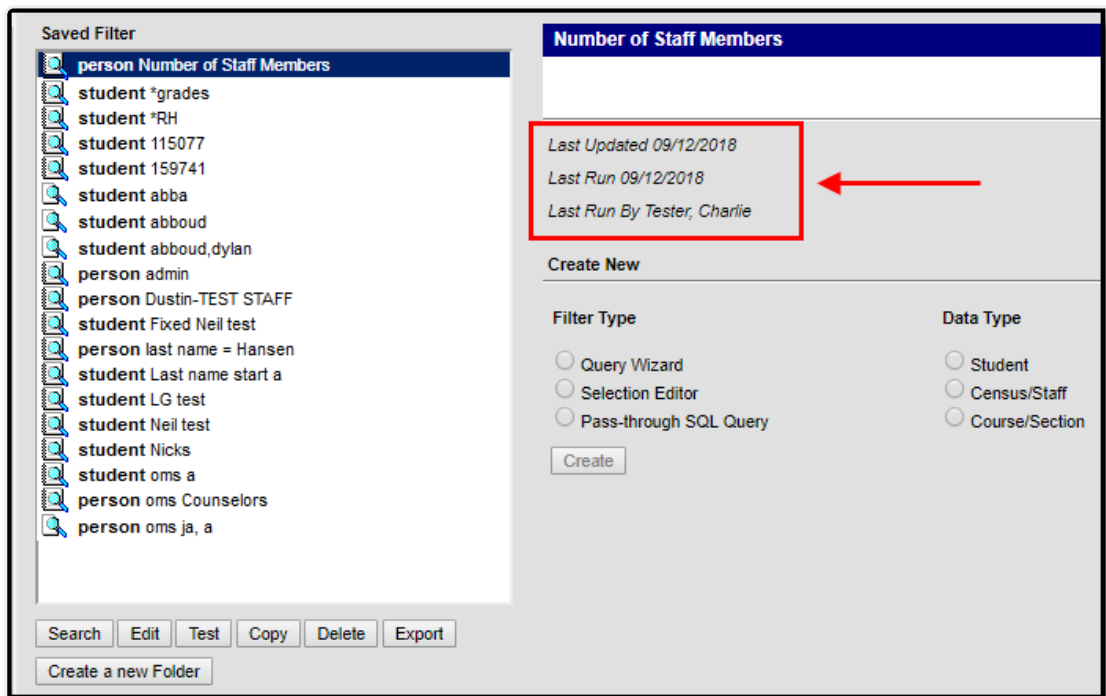 Saved Filter
person Number of Staff Members
student *grades
student *RH
student 115077
student 159741
student abba
student abboud
student abboud,dylan
person admin
person Dustin-TEST STAFF
student Fixed Neil test
person last name = Hansen
student Last name start a
student LG test
student Neil test
student Nicks
student oms a
person oms Counselors
person oms ja, a
Search Edit Test Copy Delete Export
Create a new Folder
Number of Staff Members
Last Updated 09/12/2018
Last Run 09/12/2018
Last Run By Tester, Charlie
Create New
Filter Type Data Type
Query Wizard Student
Selection Editor Census/Staff
Pass-through SQL Query Course/Section
Create